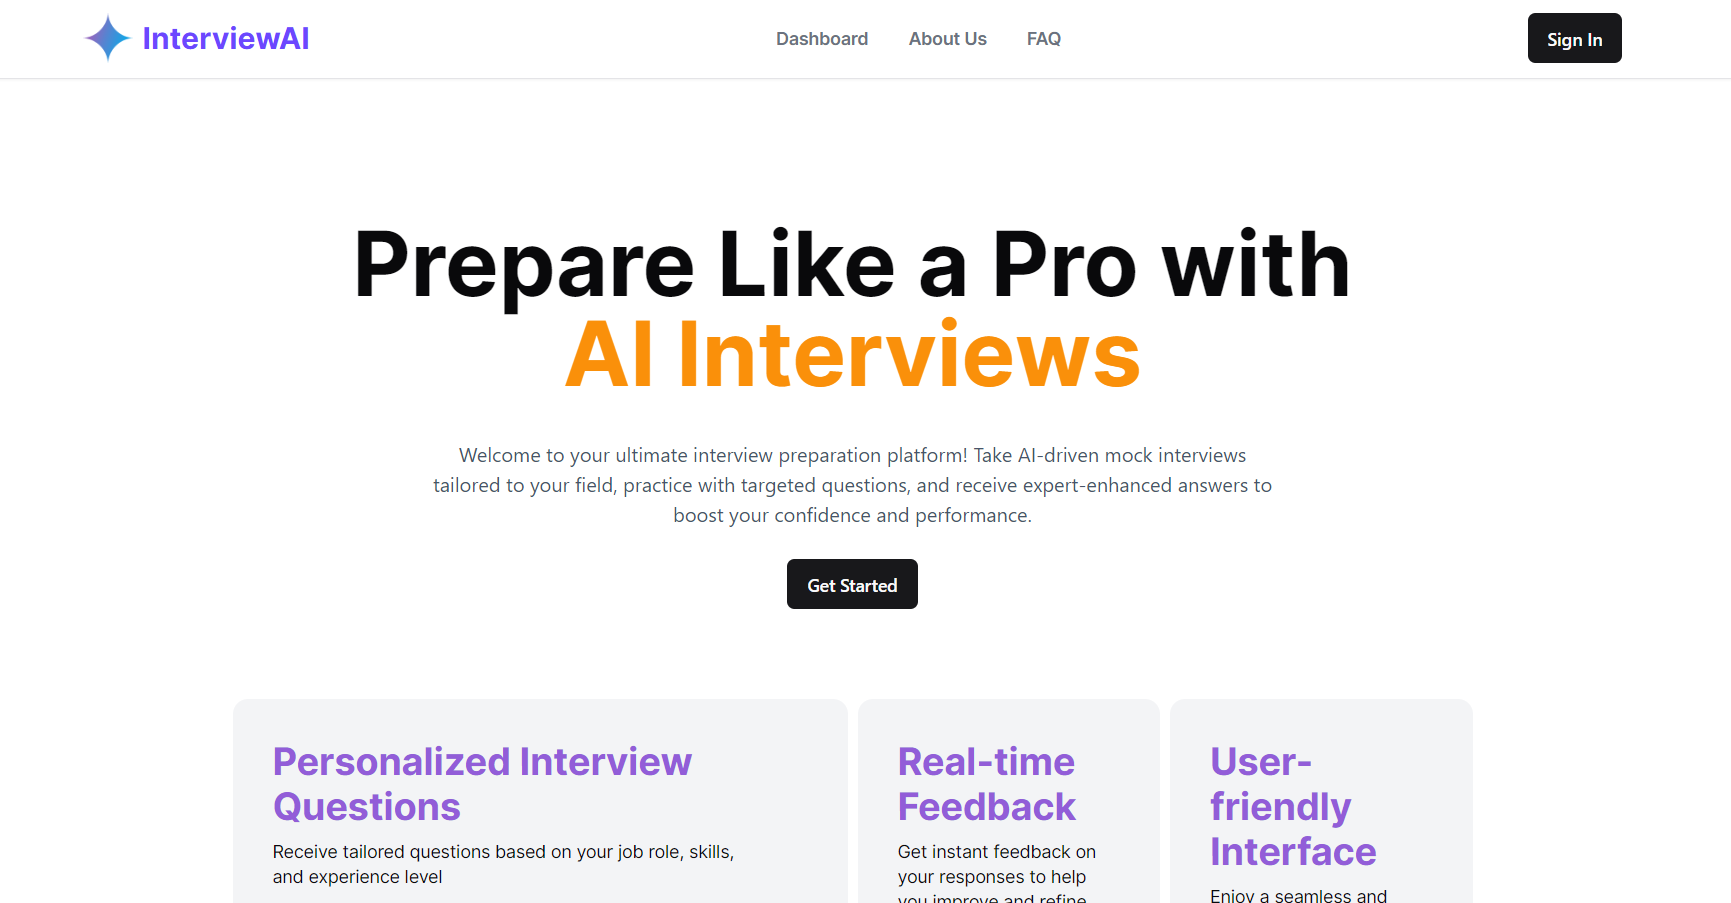 InterviewAI
Dashboard
About Us
FAQ
Sign In
Prepare Like a Pro with
AI Interviews
Welcome to your ultimate interview preparation platform! Take AI-driven mock interviews
tailored to your field, practice with targeted questions, and receive expert-enhanced answers to
boost your confidence and performance.
Get Started
Personalized Interview
Questions
Receive tailored questions based on your job role, skills,
and experience level
Real-time
Feedback
Get instant feedback on
your responses to help
you improve and refine
User-
friendly
Interface
Enjoy a seamless and